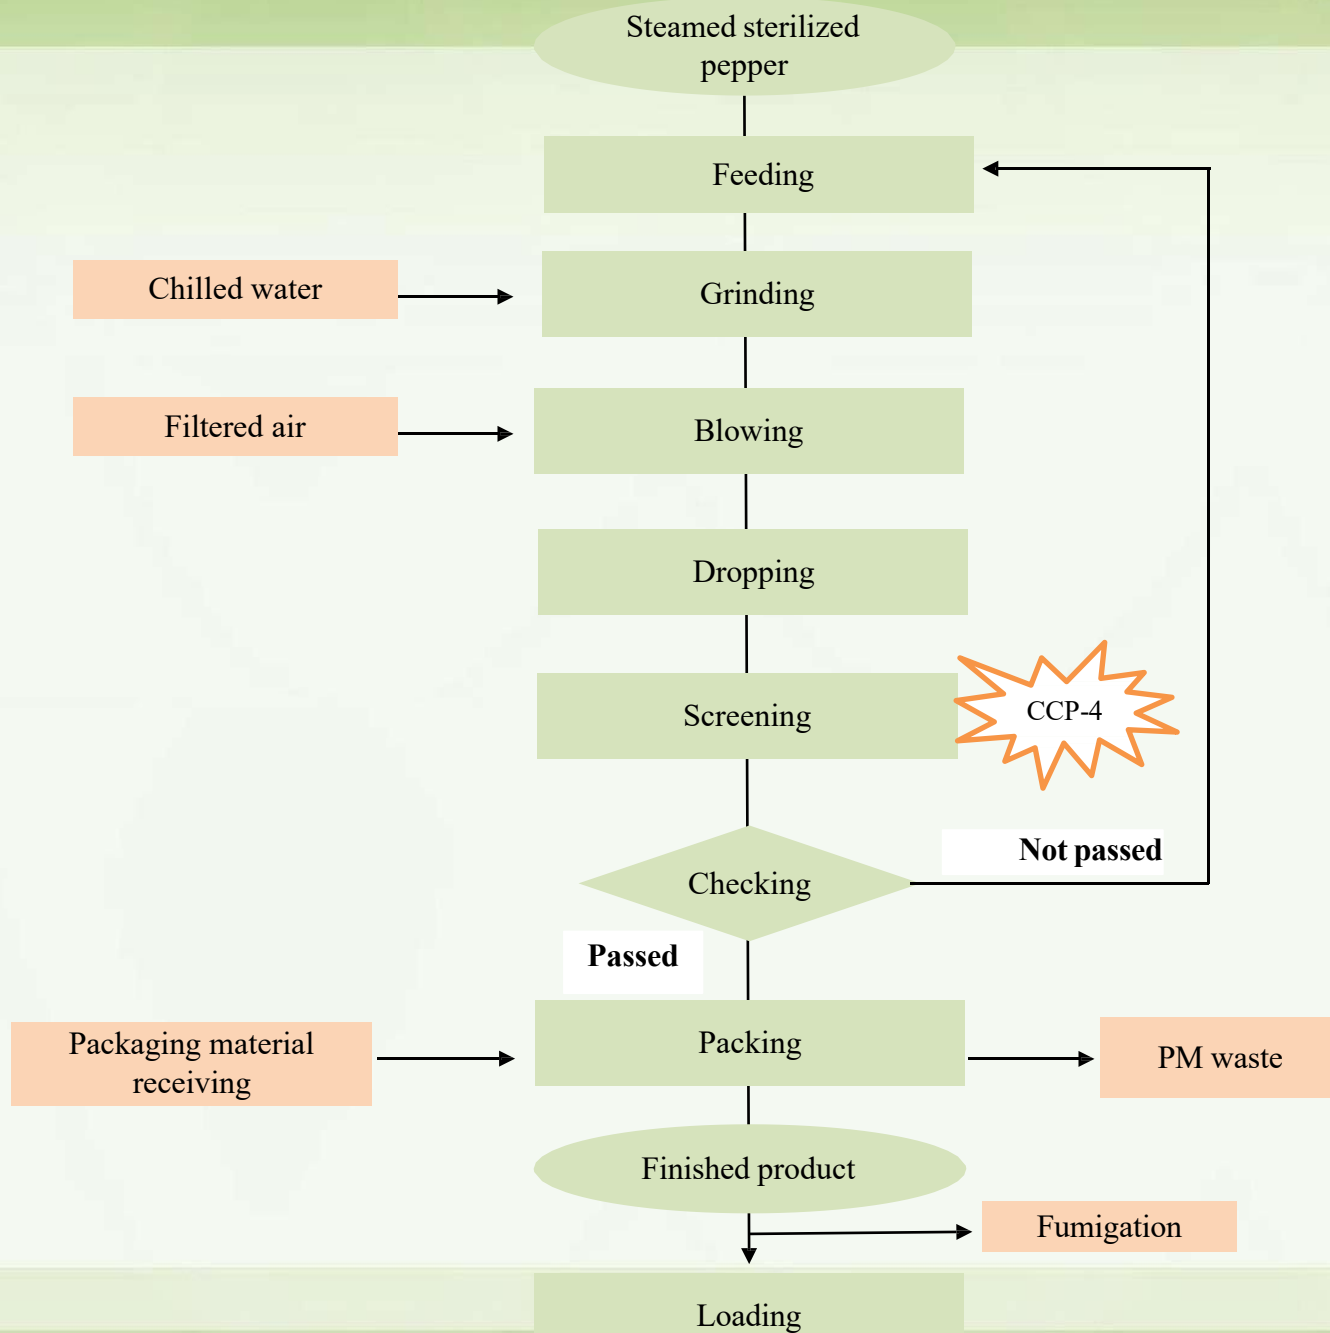 Steamed sterilized
pepper
Feeding
Chilled water
Grinding
Filtered air
Blowing
Dropping
Screening
CCP-4
Not passed
Checking
Passed
Packaging material
receiving
Packing
PM waste
Finished product
Fumigation
Loading